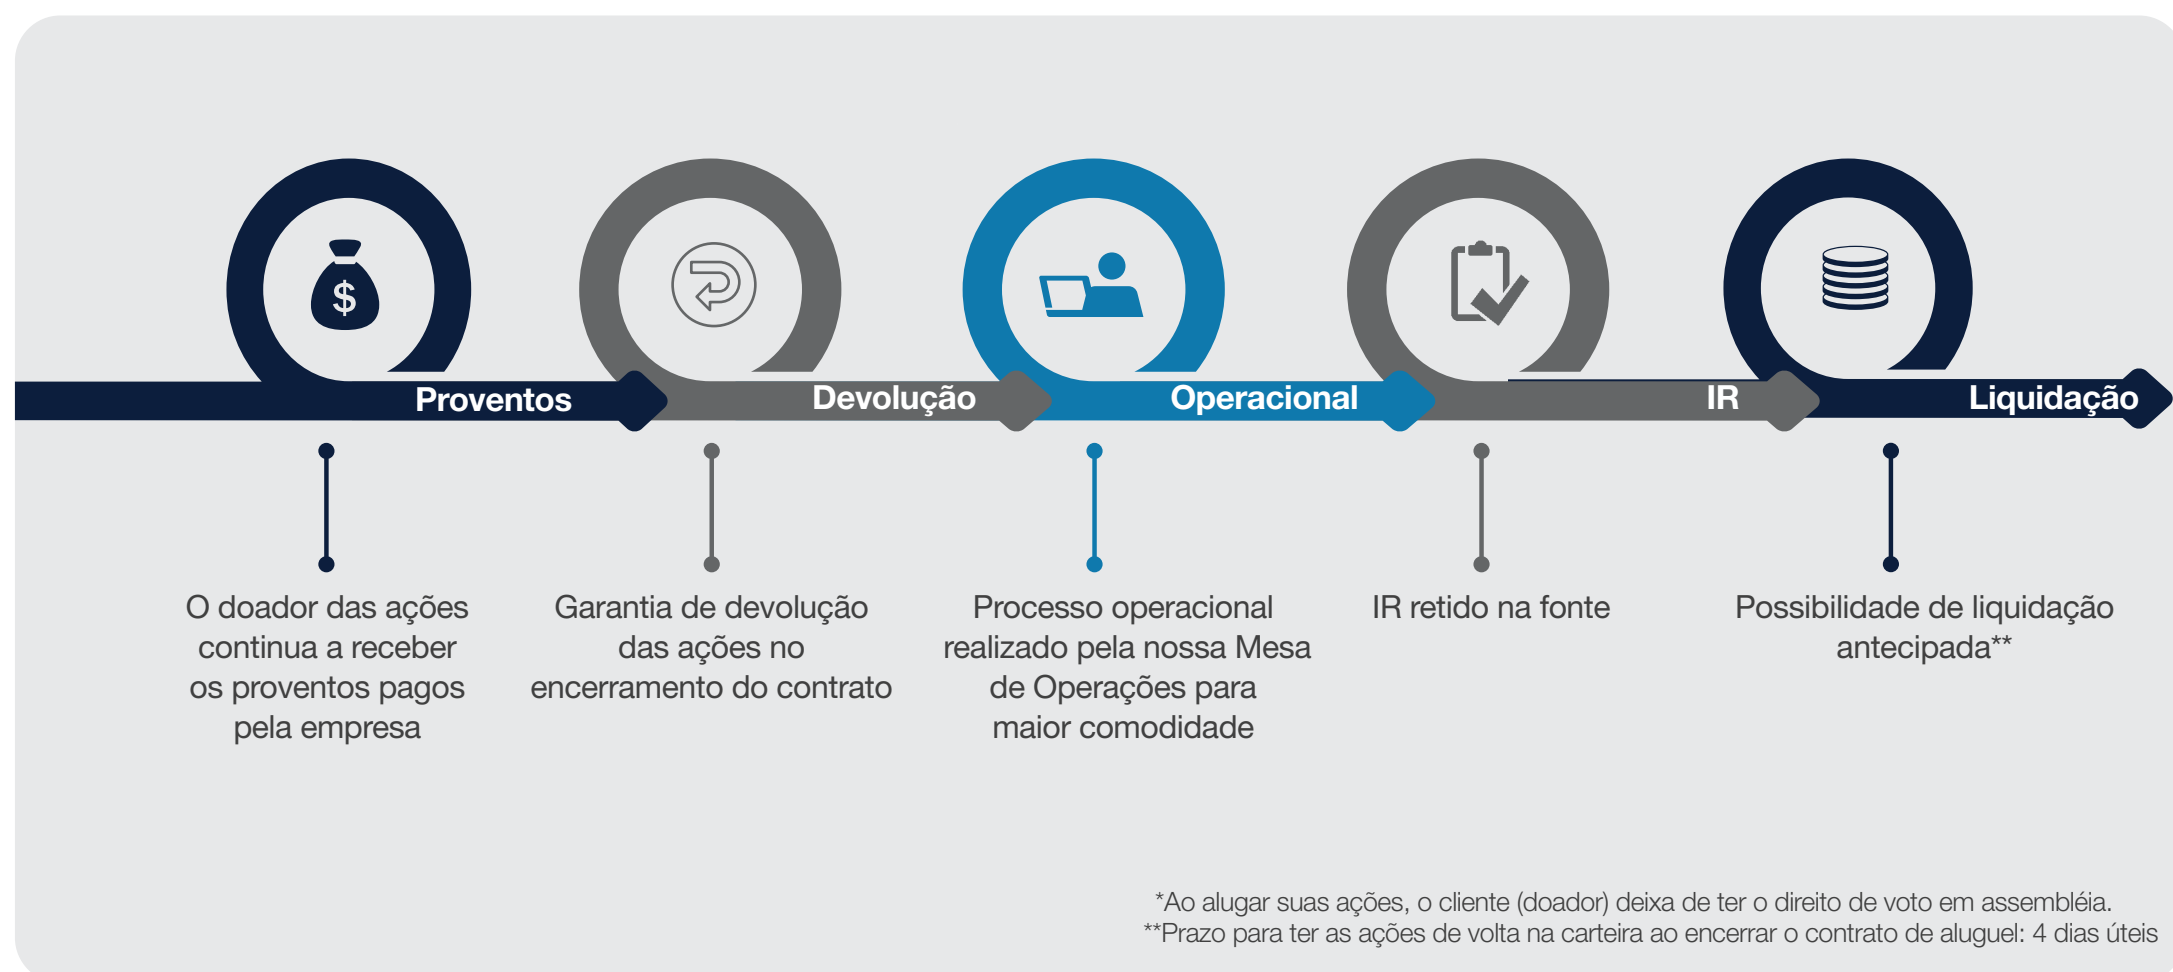 $
Proventos
Devolução
Operacional
IR
Liquidação
O doador das ações
continua a receber
os proventos pagos
pela empresa
Garantia de devolução
das ações no
encerramento do contrato
Processo operacional
realizado pela nossa Mesa
de Operações para
maior comodidade
IR retido na fonte
Possibilidade de liquidação
antecipada**
*Ao alugar suas ações, o cliente (doador) deixa de ter o direito de voto em assembléia.
**Prazo para ter as ações de volta na carteira ao encerrar o contrato de aluguel: 4 dias úteis